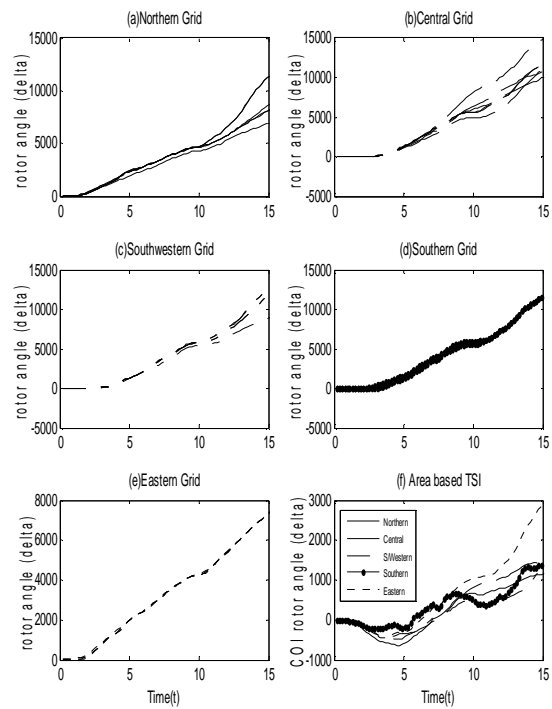 (a)Northern Grid
15000
10000
5000
0
0 5 10 15
rotor angle (delta)
(b)Central Grid
15000
10000
5000
0
-5000
0 5 10 15
rotor angle (delta)
(c)Southwestern Grid
15000
10000
5000
0
-5000
0 5 10 15
rotor angle (delta)
(d)Southern Grid
15000
10000
5000
0
-5000
0 5 10 15
rotor angle (delta)
(e)Eastern Grid
8000
6000
4000
2000
0
0 5 10 15
rotor angle (delta)
Time(t)
(f) Area based TSI
3000
2000
1000
0
-1000
0 5 10 15
COI rotor angle (delta)
Time(t)
Northern
Central
S/Western
Southern
Eastern